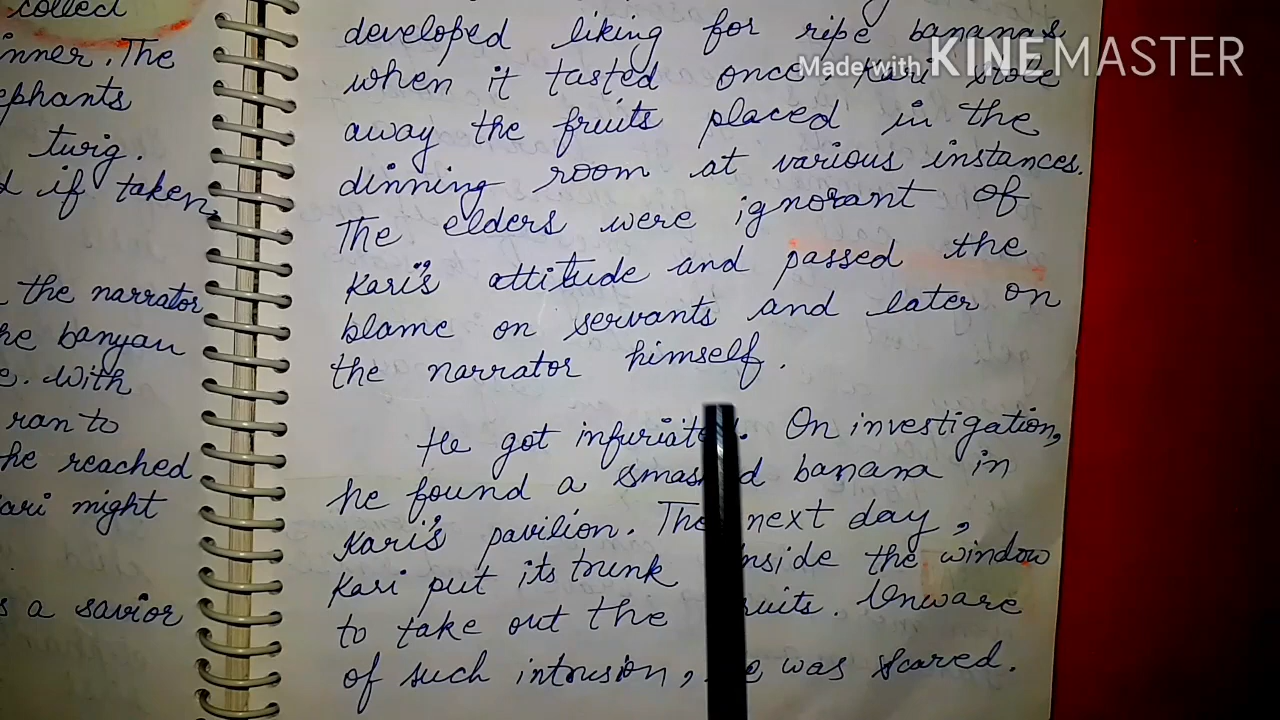 collect
inner. The
ephants
twig.
d if taken,
the narrator
he banyan
e. With
ran to
he reached
ari might
s a savior
developed liking for ripe bananas
when it tasted once. Kari stole
Made with KINEMASTER
away the fruits placed in the
dinning room at various instances.
The elders were ignorant of
Kari's attitude and passed the
blame on servants and later on
the narrator himself.
He got infuriated. On investigation,
he found a smashed banana in
Kari's pavilion. The next day,
Kari put its trunk inside the window
to take out the fruits. Unware
of such intrusion, he was scared.